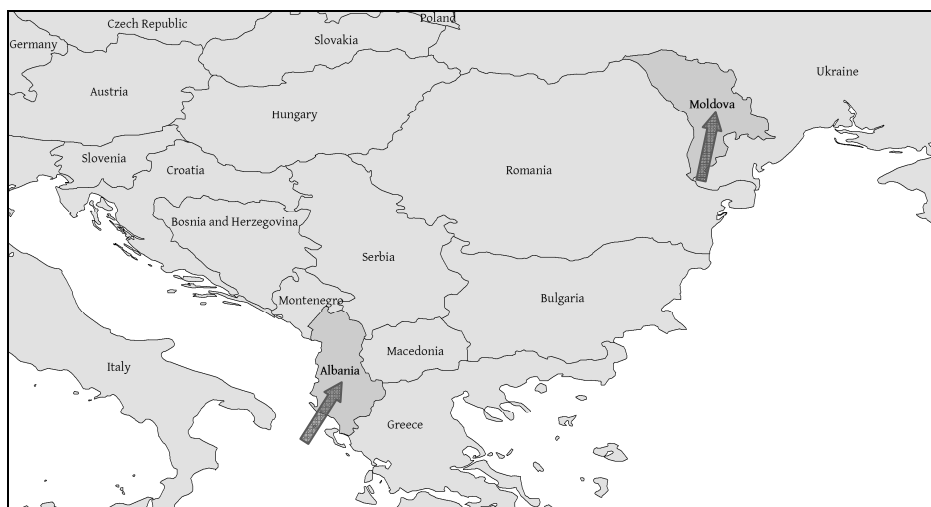 Poland
Czech Republic
Germany
Slovakia
Ukraine
Austria
Moldova
Hungary
Slovenia
Croatia
Romania
Bosnia and Herzegovina
Serbia
Montenegro
Bulgaria
Macedonia
Italy
Albania
Greece